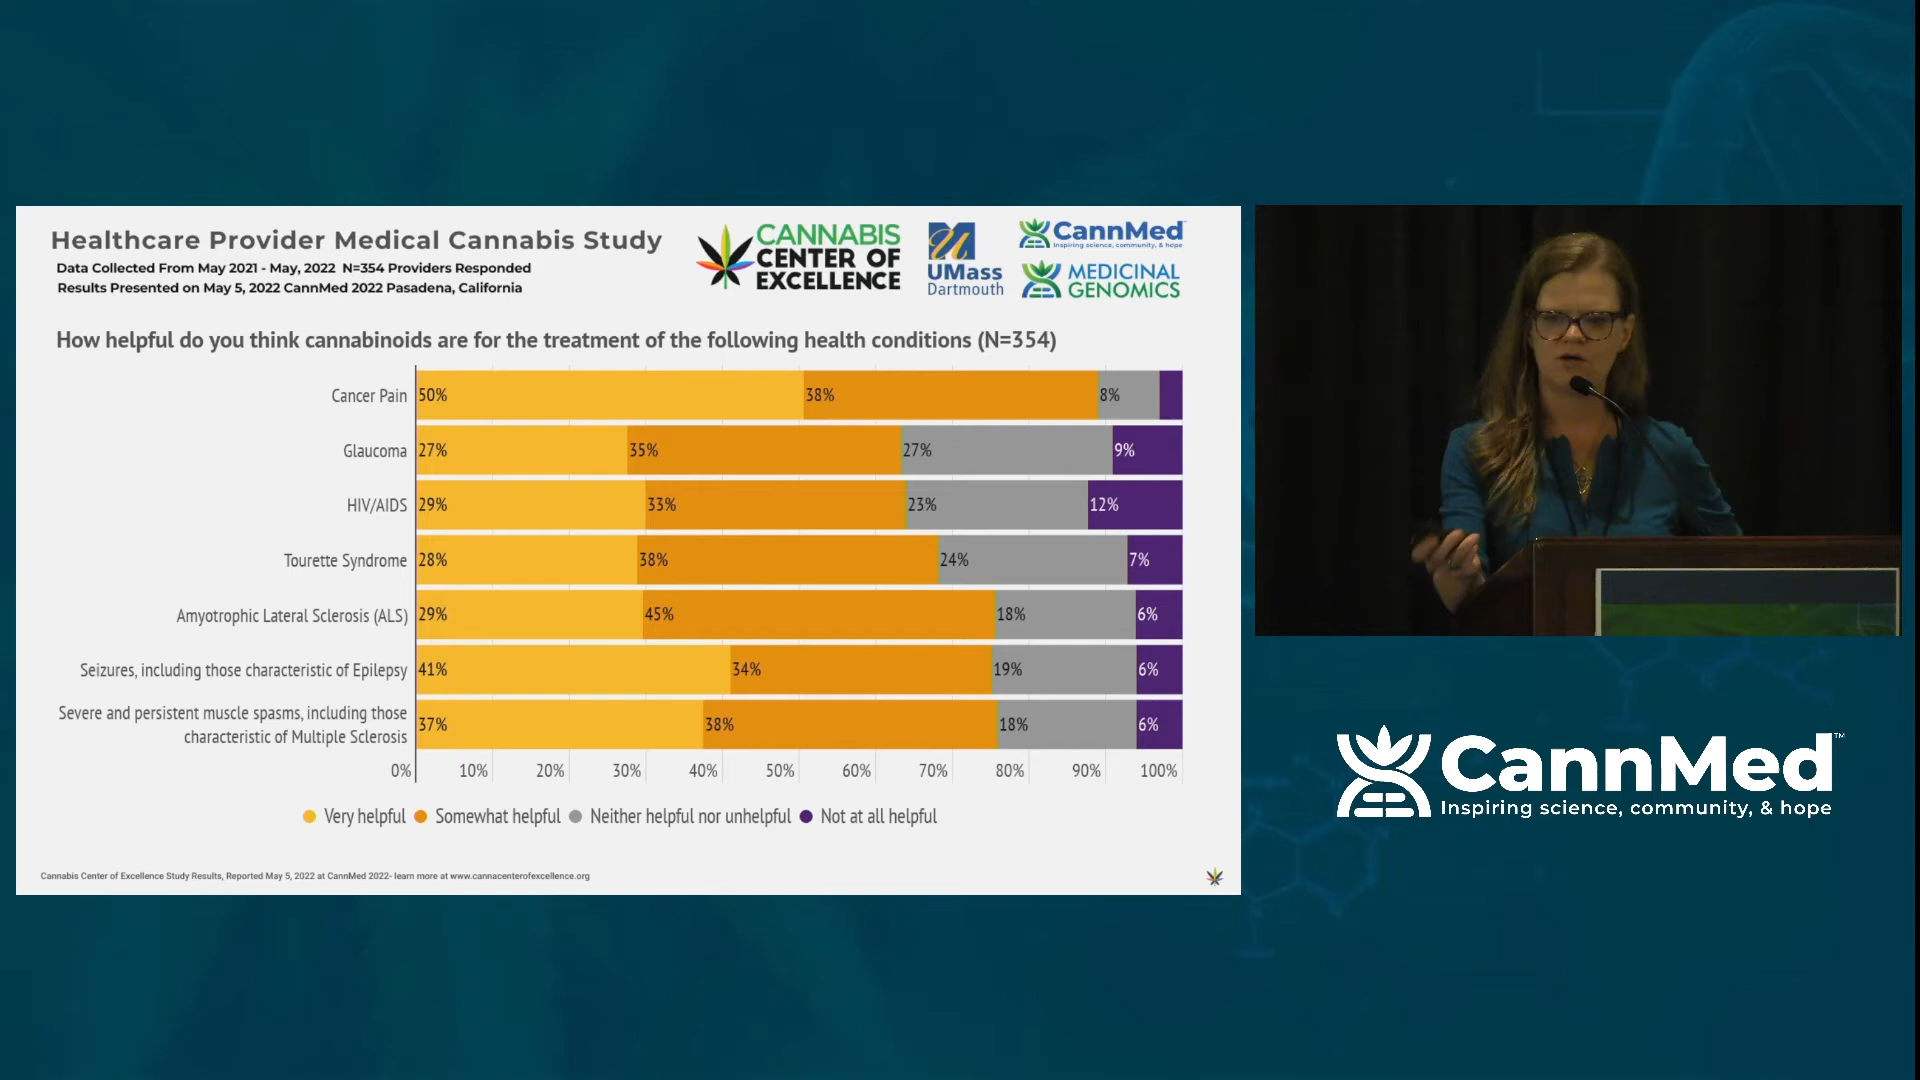 Healthcare Provider Medical Cannabis Study
Data Collected From May 2021 - May, 2022 N=354 Providers Responded
Results Presented on May 5, 2022 CannMed 2022 Pasadena, California
CANNABIS
CENTER OF
EXCELLENCE
UMass
Dartmouth
CannMed
Inspiring science, community, & hope
MEDICINAL
GENOMICS
How helpful do you think cannabinoids are for the treatment of the following health conditions (N=354)
Cancer Pain 50% 38% 8%
Glaucoma 27% 35% 27% 9%
HIV/AIDS 29% 33% 23% 12%
Tourette Syndrome 28% 38% 24% 7%
Amyotrophic Lateral Sclerosis (ALS) 29% 45% 18% 6%
Seizures, including those characteristic of Epilepsy 41% 34% 19% 6%
Severe and persistent muscle spasms, including those
characteristic of Multiple Sclerosis 37% 38% 18% 6%
0% 10% 20% 30% 40% 50% 60% 70% 80% 90% 100%
Very helpful Somewhat helpful Neither helpful nor unhelpful Not at all helpful
Cannabis Center of Excellence Study Results, Reported May 5, 2022 at CannMed 2022- learn more at www.cannacenterofexcellence.org
CannMed™
Inspiring science, community, & hope